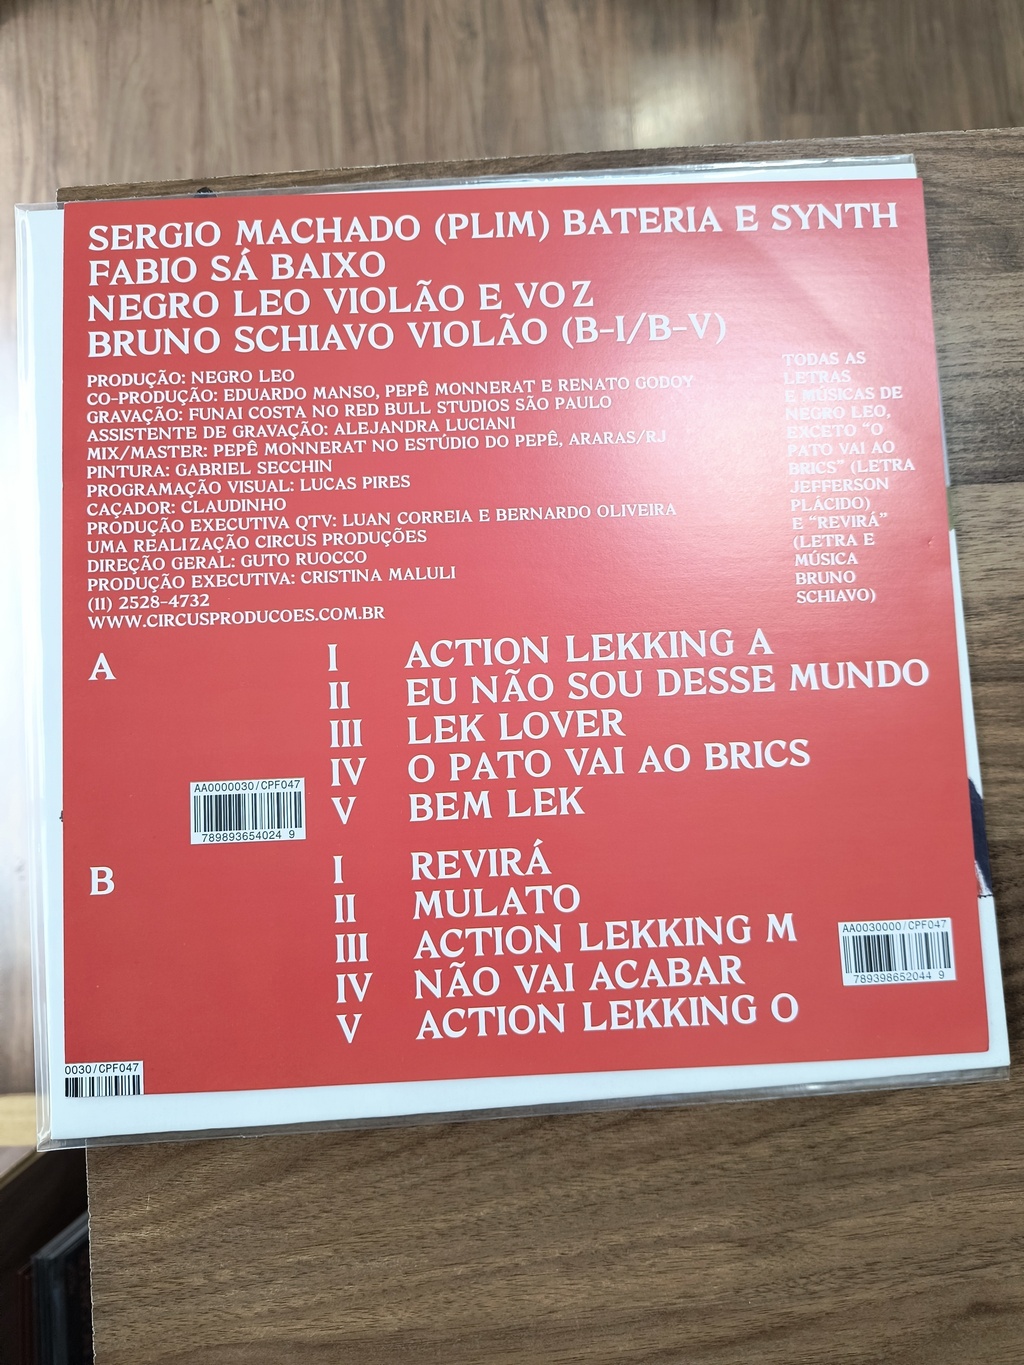 SERGIO MACHADO (PLIM) BATERIA E SYNTH
FABIO SÁ BAIXO
NEGRO LEO VIOLÃO E VOZ
BRUNO SCHIAVO VIOLÃO (B-I/B-V)
PRODUÇÃO: NEGRO LEO
CO-PRODUÇÃO: EDUARDO MANSO, PEPÊ MONNERAT E RENATO GODOY
GRAVAÇÃO: FUNAI COSTA NO RED BULL STUDIOS SÃO PAULO
ASSISTENTE DE GRAVAÇÃO: ALEJANDRA LUCIANI
MIX/MASTER: PEPÊ MONNERAT NO ESTÚDIO DO PEPÊ, ARARAS/RJ
PINTURA: GABRIEL SECCHIN
PROGRAMAÇÃO VISUAL: LUCAS PIRES
CAÇADOR: CLAUDINHO
PRODUÇÃO EXECUTIVA QTV: LUAN CORREIA E BERNARDO OLIVEIRA
UMA REALIZAÇÃO CIRCUS PRODUÇÕES
DIREÇÃO GERAL: GUTO RUOCCO
PRODUÇÃO EXECUTIVA: CRISTINA MALULI
(11) 2528-4732
WWW.CIRCUSPRODUCOES.COM.BR
TODAS AS
LETRAS
E MÚSICAS DE
NEGRO LEO,
EXCETO “O
PATO VAI AO
BRICS” (LETRA
JEFFERSON
PLÁCIDO)
E “REVIRÁ”
(LETRA E
MÚSICA
BRUNO
SCHIAVO)
A
I ACTION LEKKING A
II EU NÃO SOU DESSE MUNDO
III LEK LOVER
IV O PATO VAI AO BRICS
V BEM LEK
AA0000030/CPF047
789893654024 9
B
I REVIRÁ
II MULATO
III ACTION LEKKING M
IV NÃO VAI ACABAR
V ACTION LEKKING O
AA0030000/CPF047
789398652044 9
0030/CPF047